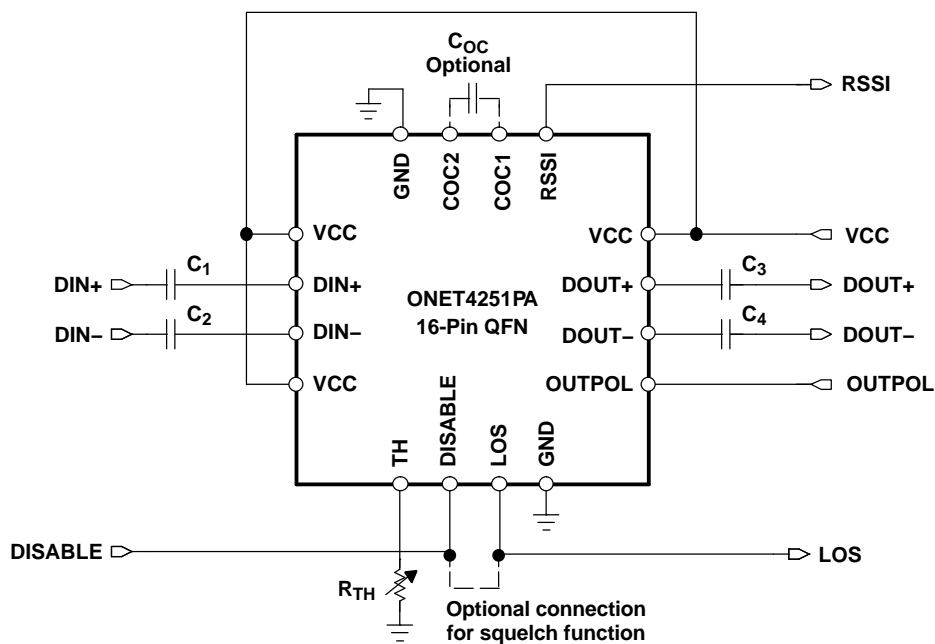 COC
Optional
RSSI
GND
COC2
COC1
RSSI
VCC
VCC
VCC
DIN+
C1
DIN+
ONET4251PA
16-Pin QFN
DOUT+
C3
DOUT+
DIN−
C2
DIN−
DOUT−
C4
DOUT−
VCC
OUTPOL
OUTPOL
TH
DISABLE
LOS
GND
DISABLE
LOS
RTH
Optional connection
for squelch function